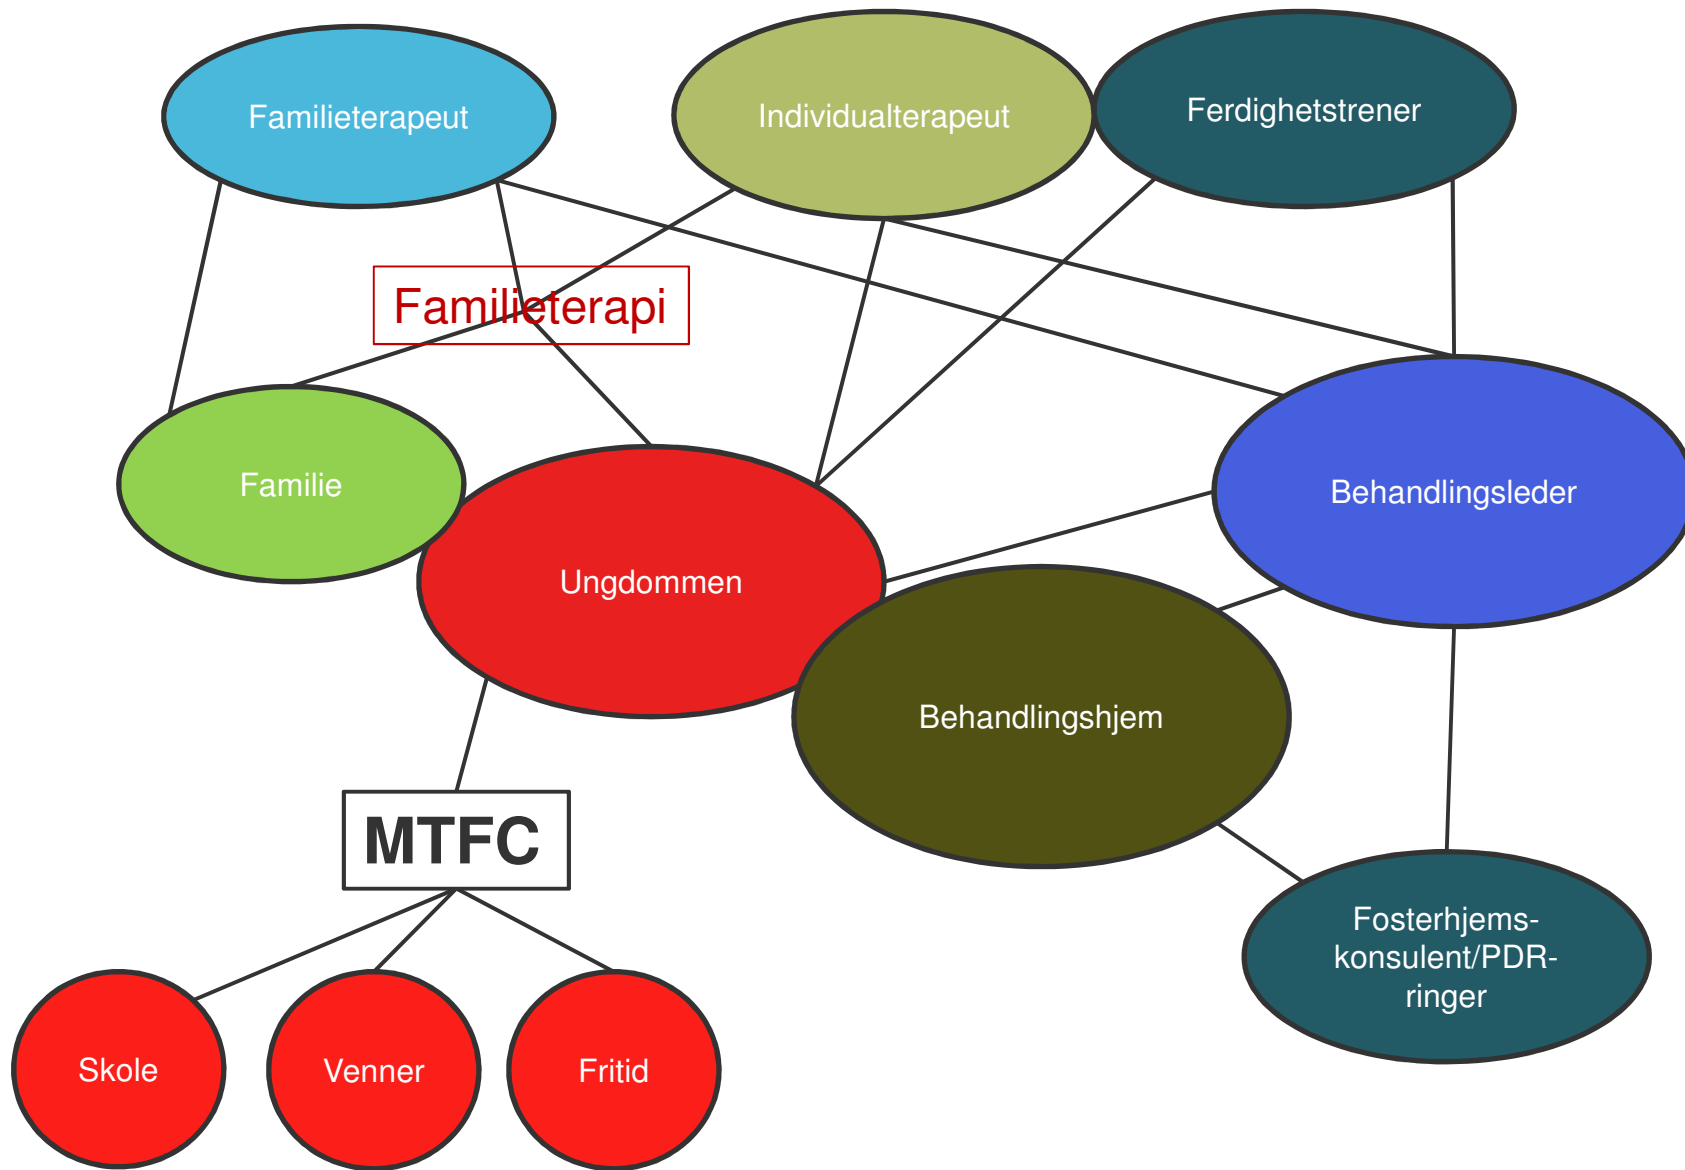 Familieterapeut
Individualterapeut
Ferdighetstrener
Familieterapi
Familie
Behandlingsleder
Ungdommen
Behandlingshjem
MTFC
Fosterhjems-
konsulent/PDR-
ringer
Skole
Venner
Fritid